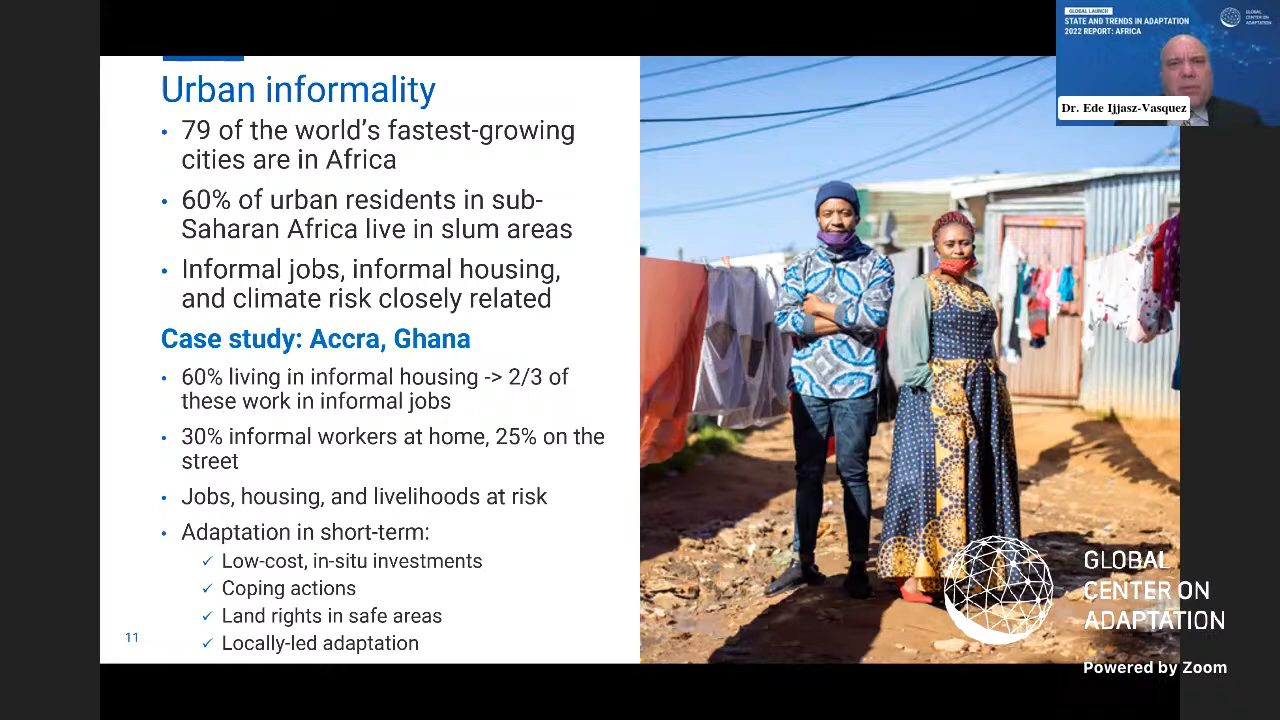 Urban informality
• 79 of the world’s fastest-growing
cities are in Africa
• 60% of urban residents in sub-
Saharan Africa live in slum areas
• Informal jobs, informal housing,
and climate risk closely related
Case study: Accra, Ghana
• 60% living in informal housing -> 2/3 of
these work in informal jobs
• 30% informal workers at home, 25% on the
street
• Jobs, housing, and livelihoods at risk
• Adaptation in short-term:
✓ Low-cost, in-situ investments
✓ Coping actions
✓ Land rights in safe areas
✓ Locally-led adaptation
11
GLOBAL LAUNCH
STATE AND TRENDS IN ADAPTATION
2022 REPORT: AFRICA
GLOBAL
CENTER ON
ADAPTATION
Dr. Ede Ijjasz-Vasquez
GLOBAL
CENTER ON
ADAPTATION
Powered by Zoom